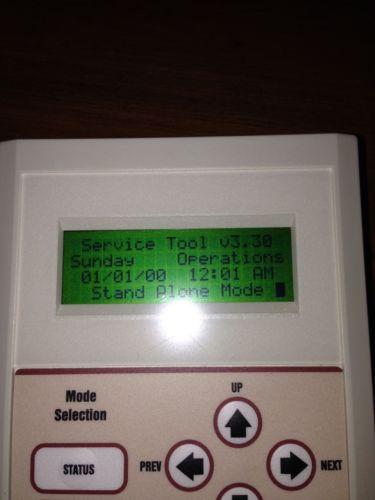 Service Tool v3.30
Sunday Operations
01/01/00 12:01 AM
Stand Alone Mode
Mode
Selection
UP
STATUS
PREV
NEXT